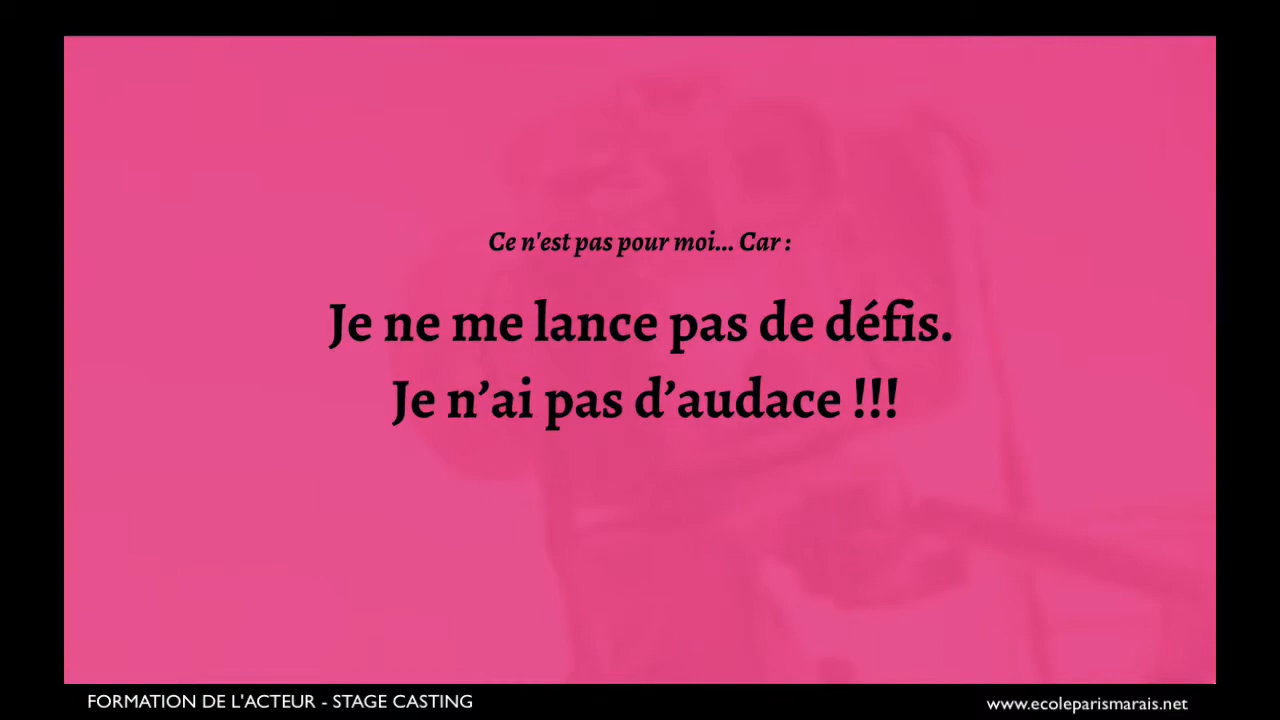 Ce n'est pas pour moi... Car :
Je ne me lance pas de défis.
Je n’ai pas d’audace !!!
FORMATION DE L'ACTEUR - STAGE CASTING
www.ecoleparismarais.net